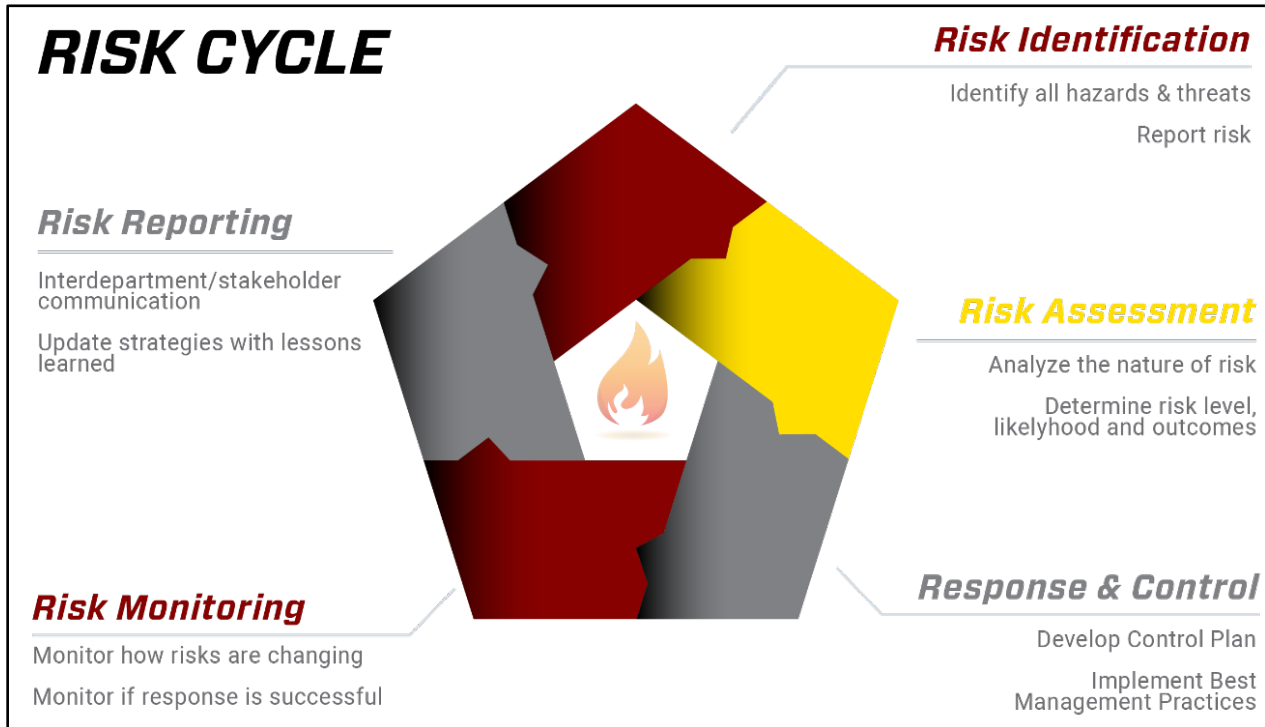 RISK CYCLE
Risk Identification
Identify all hazards & threats
Report risk
Risk Assessment
Analyze the nature of risk
Determine risk level,
likelyhood and outcomes
Response & Control
Develop Control Plan
Implement Best
Management Practices
Risk Monitoring
Monitor how risks are changing
Monitor if response is successful
Risk Reporting
Interdepartment/stakeholder
communication
Update strategies with lessons
learned